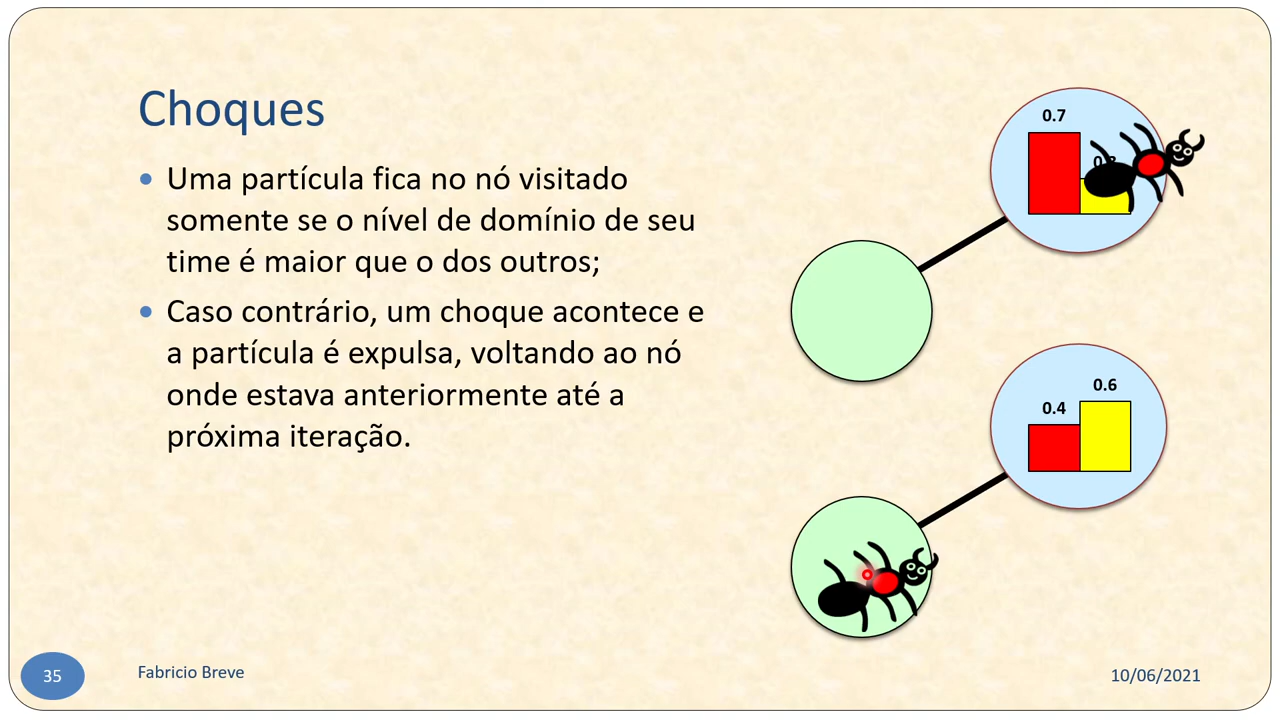 Choques
Uma partícula fica no nó visitado
somente se o nível de domínio de seu
time é maior que o dos outros;
Caso contrário, um choque acontece e
a partícula é expulsa, voltando ao nó
onde estava anteriormente até a
próxima iteração.
0.7
0.4
0.6
35
Fabricio Breve
10/06/2021